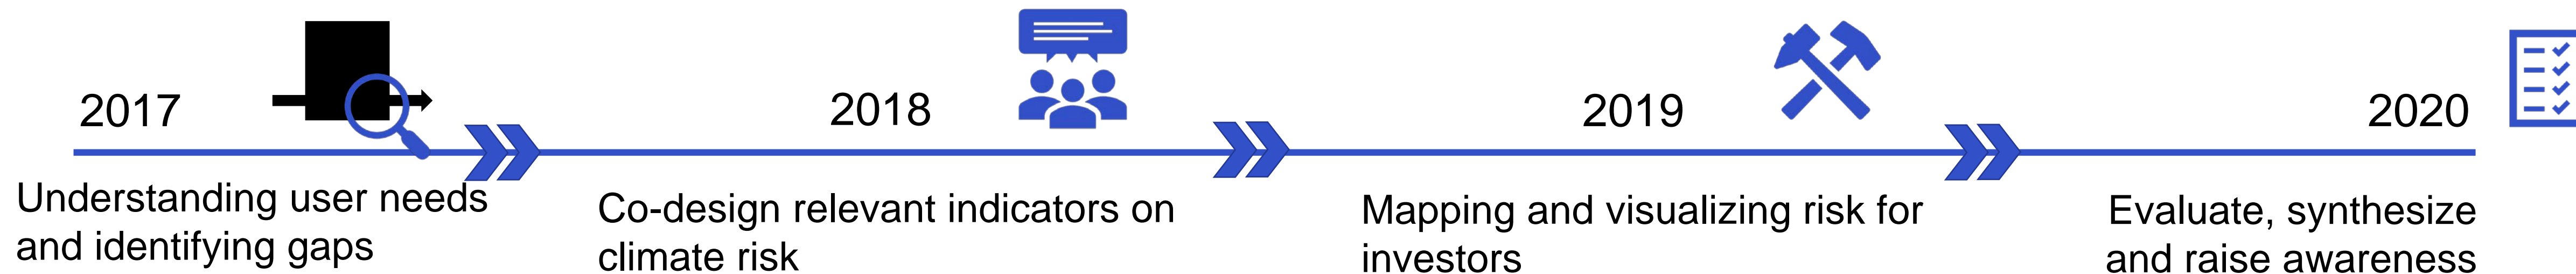 2017
2018
2019
2020
Understanding user needs
and identifying gaps
Co-design relevant indicators on
climate risk
Mapping and visualizing risk for
investors
Evaluate, synthesize
and raise awareness